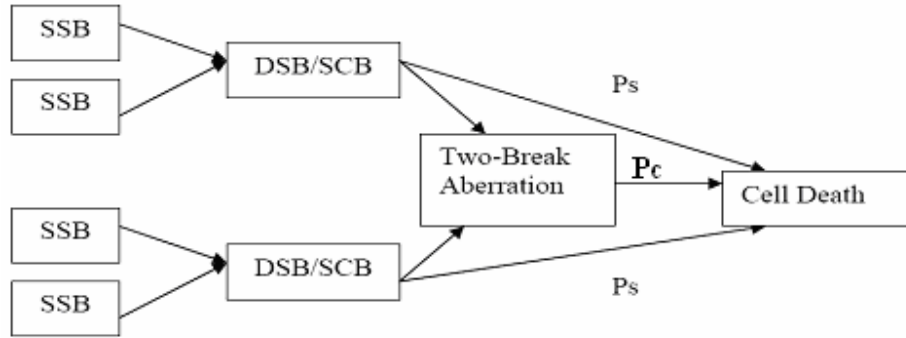 SSB
SSB
DSB/SCB
Ps
Two-Break
Aberration
Pc
Cell Death
SSB
SSB
DSB/SCB
Ps